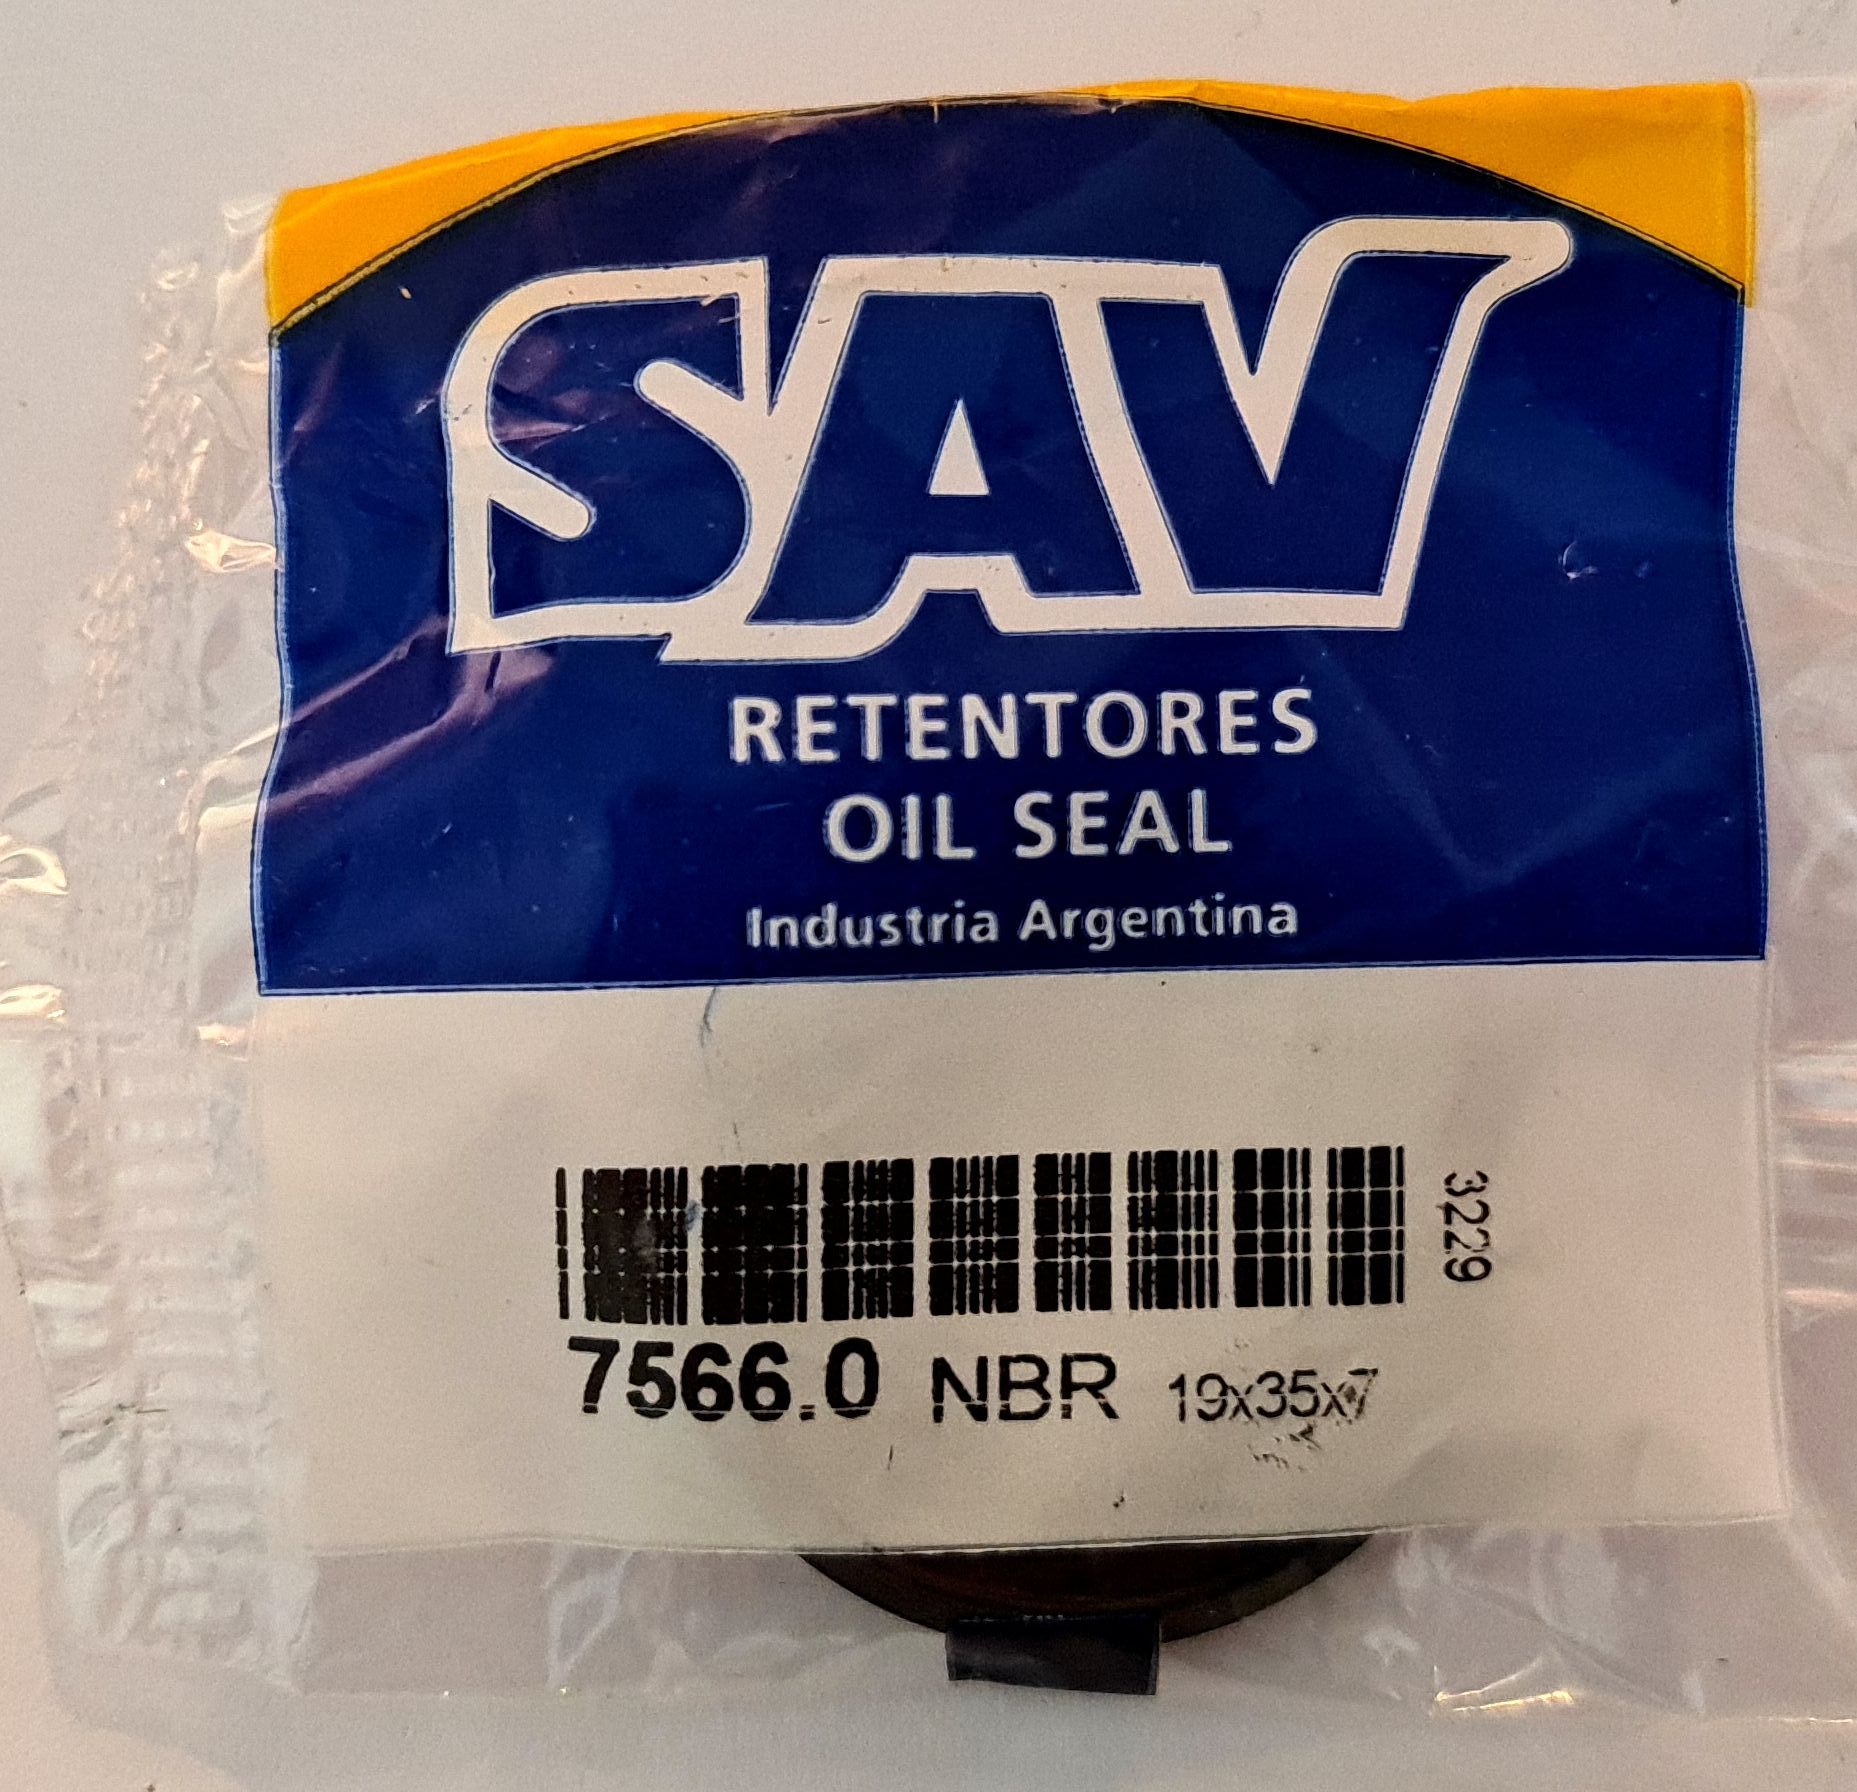 SAV
RETENTORES
OIL SEAL
Industria Argentina
3229
7566.0 NBR 19x35x7